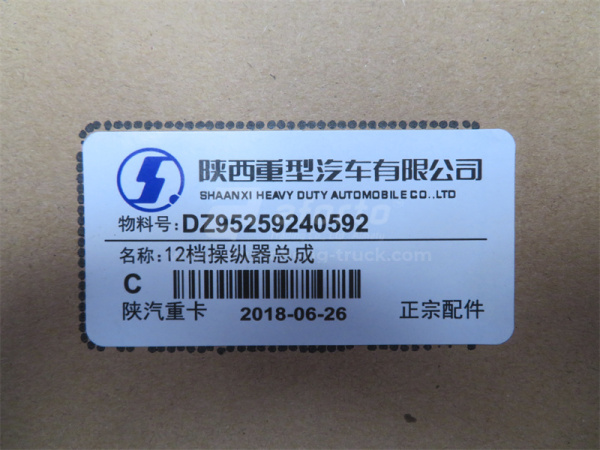 陕西重型汽车有限公司
SHAANXI HEAVY DUTY AUTOMOBILE CO.,LTD
物料号: DZ95259240592
名称: 12档操纵器总成
C
陕汽重卡 2018-06-26 正宗配件